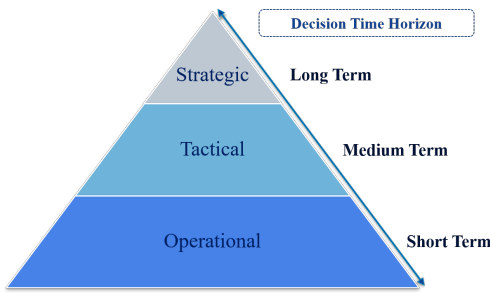 Decision Time Horizon
Strategic
Long Term
Tactical
Medium Term
Operational
Short Term